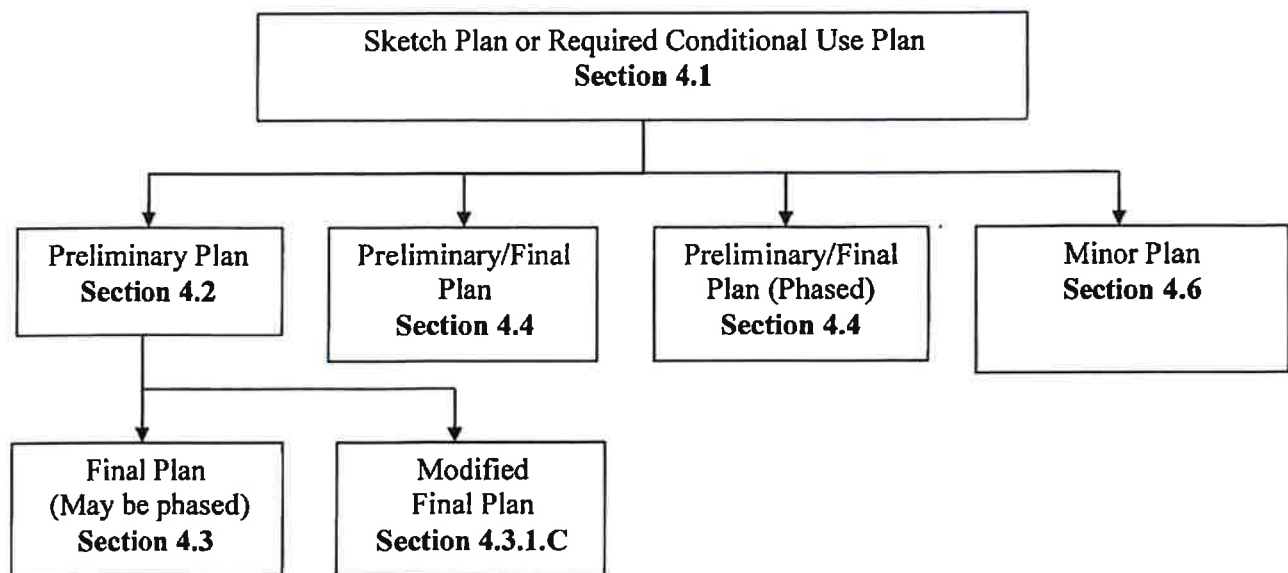 Sketch Plan or Required Conditional Use Plan
Section 4.1
Preliminary Plan
Section 4.2
Preliminary/Final
Plan
Section 4.4
Preliminary/Final
Plan (Phased)
Section 4.4
Minor Plan
Section 4.6
Final Plan
(May be phased)
Section 4.3
Modified
Final Plan
Section 4.3.1.C